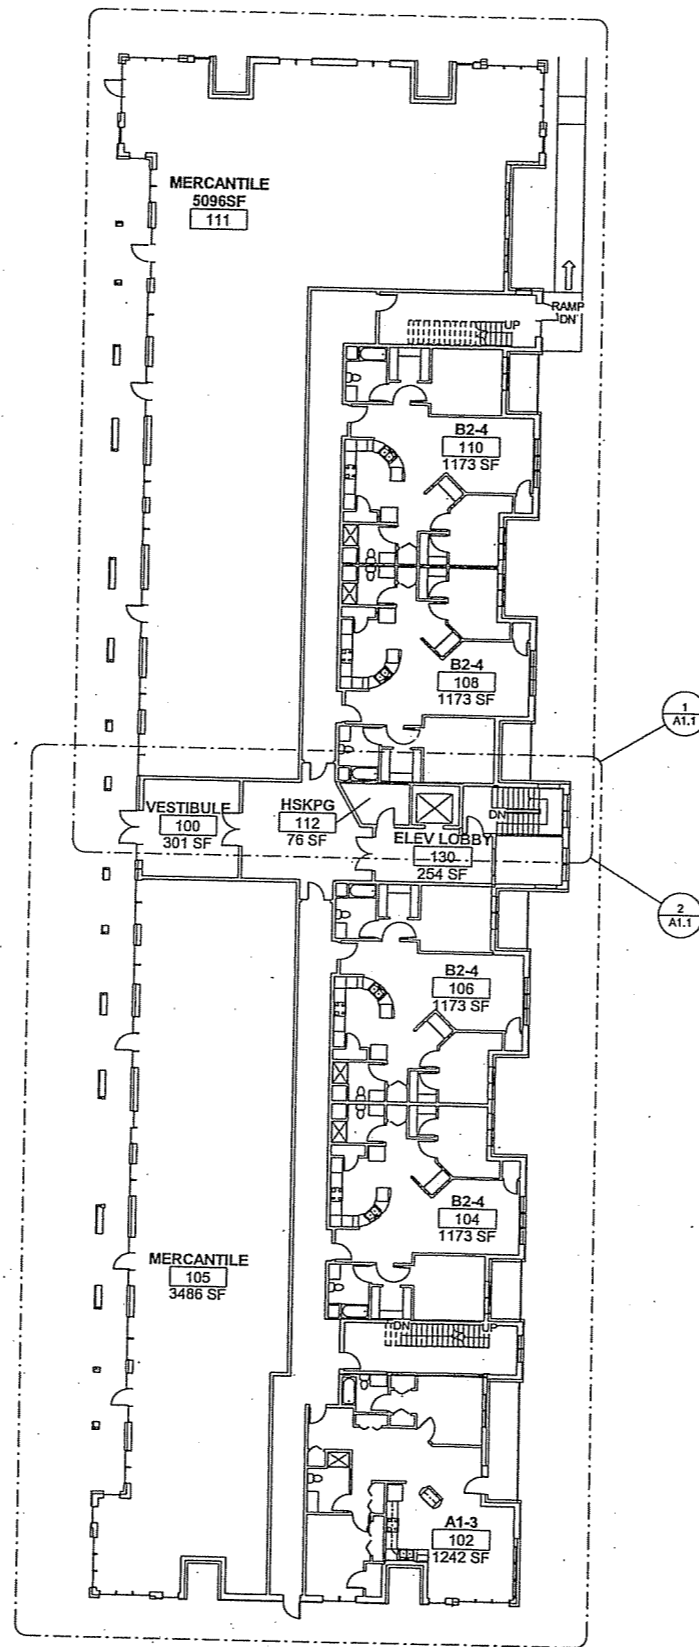 MERCANTILE
5096SF
111
RAMP
DN
UP
B2-4
110
1173 SF
B2-4
108
1173 SF
1
A1.1
VESTIBULE
100
301 SF
HSKPG
112
76 SF
DN
ELEV LOBBY
130
254 SF
2
A1.1
B2-4
106
1173 SF
B2-4
104
1173 SF
MERCANTILE
105
3486 SF
DN
UP
A1-3
102
1242 SF